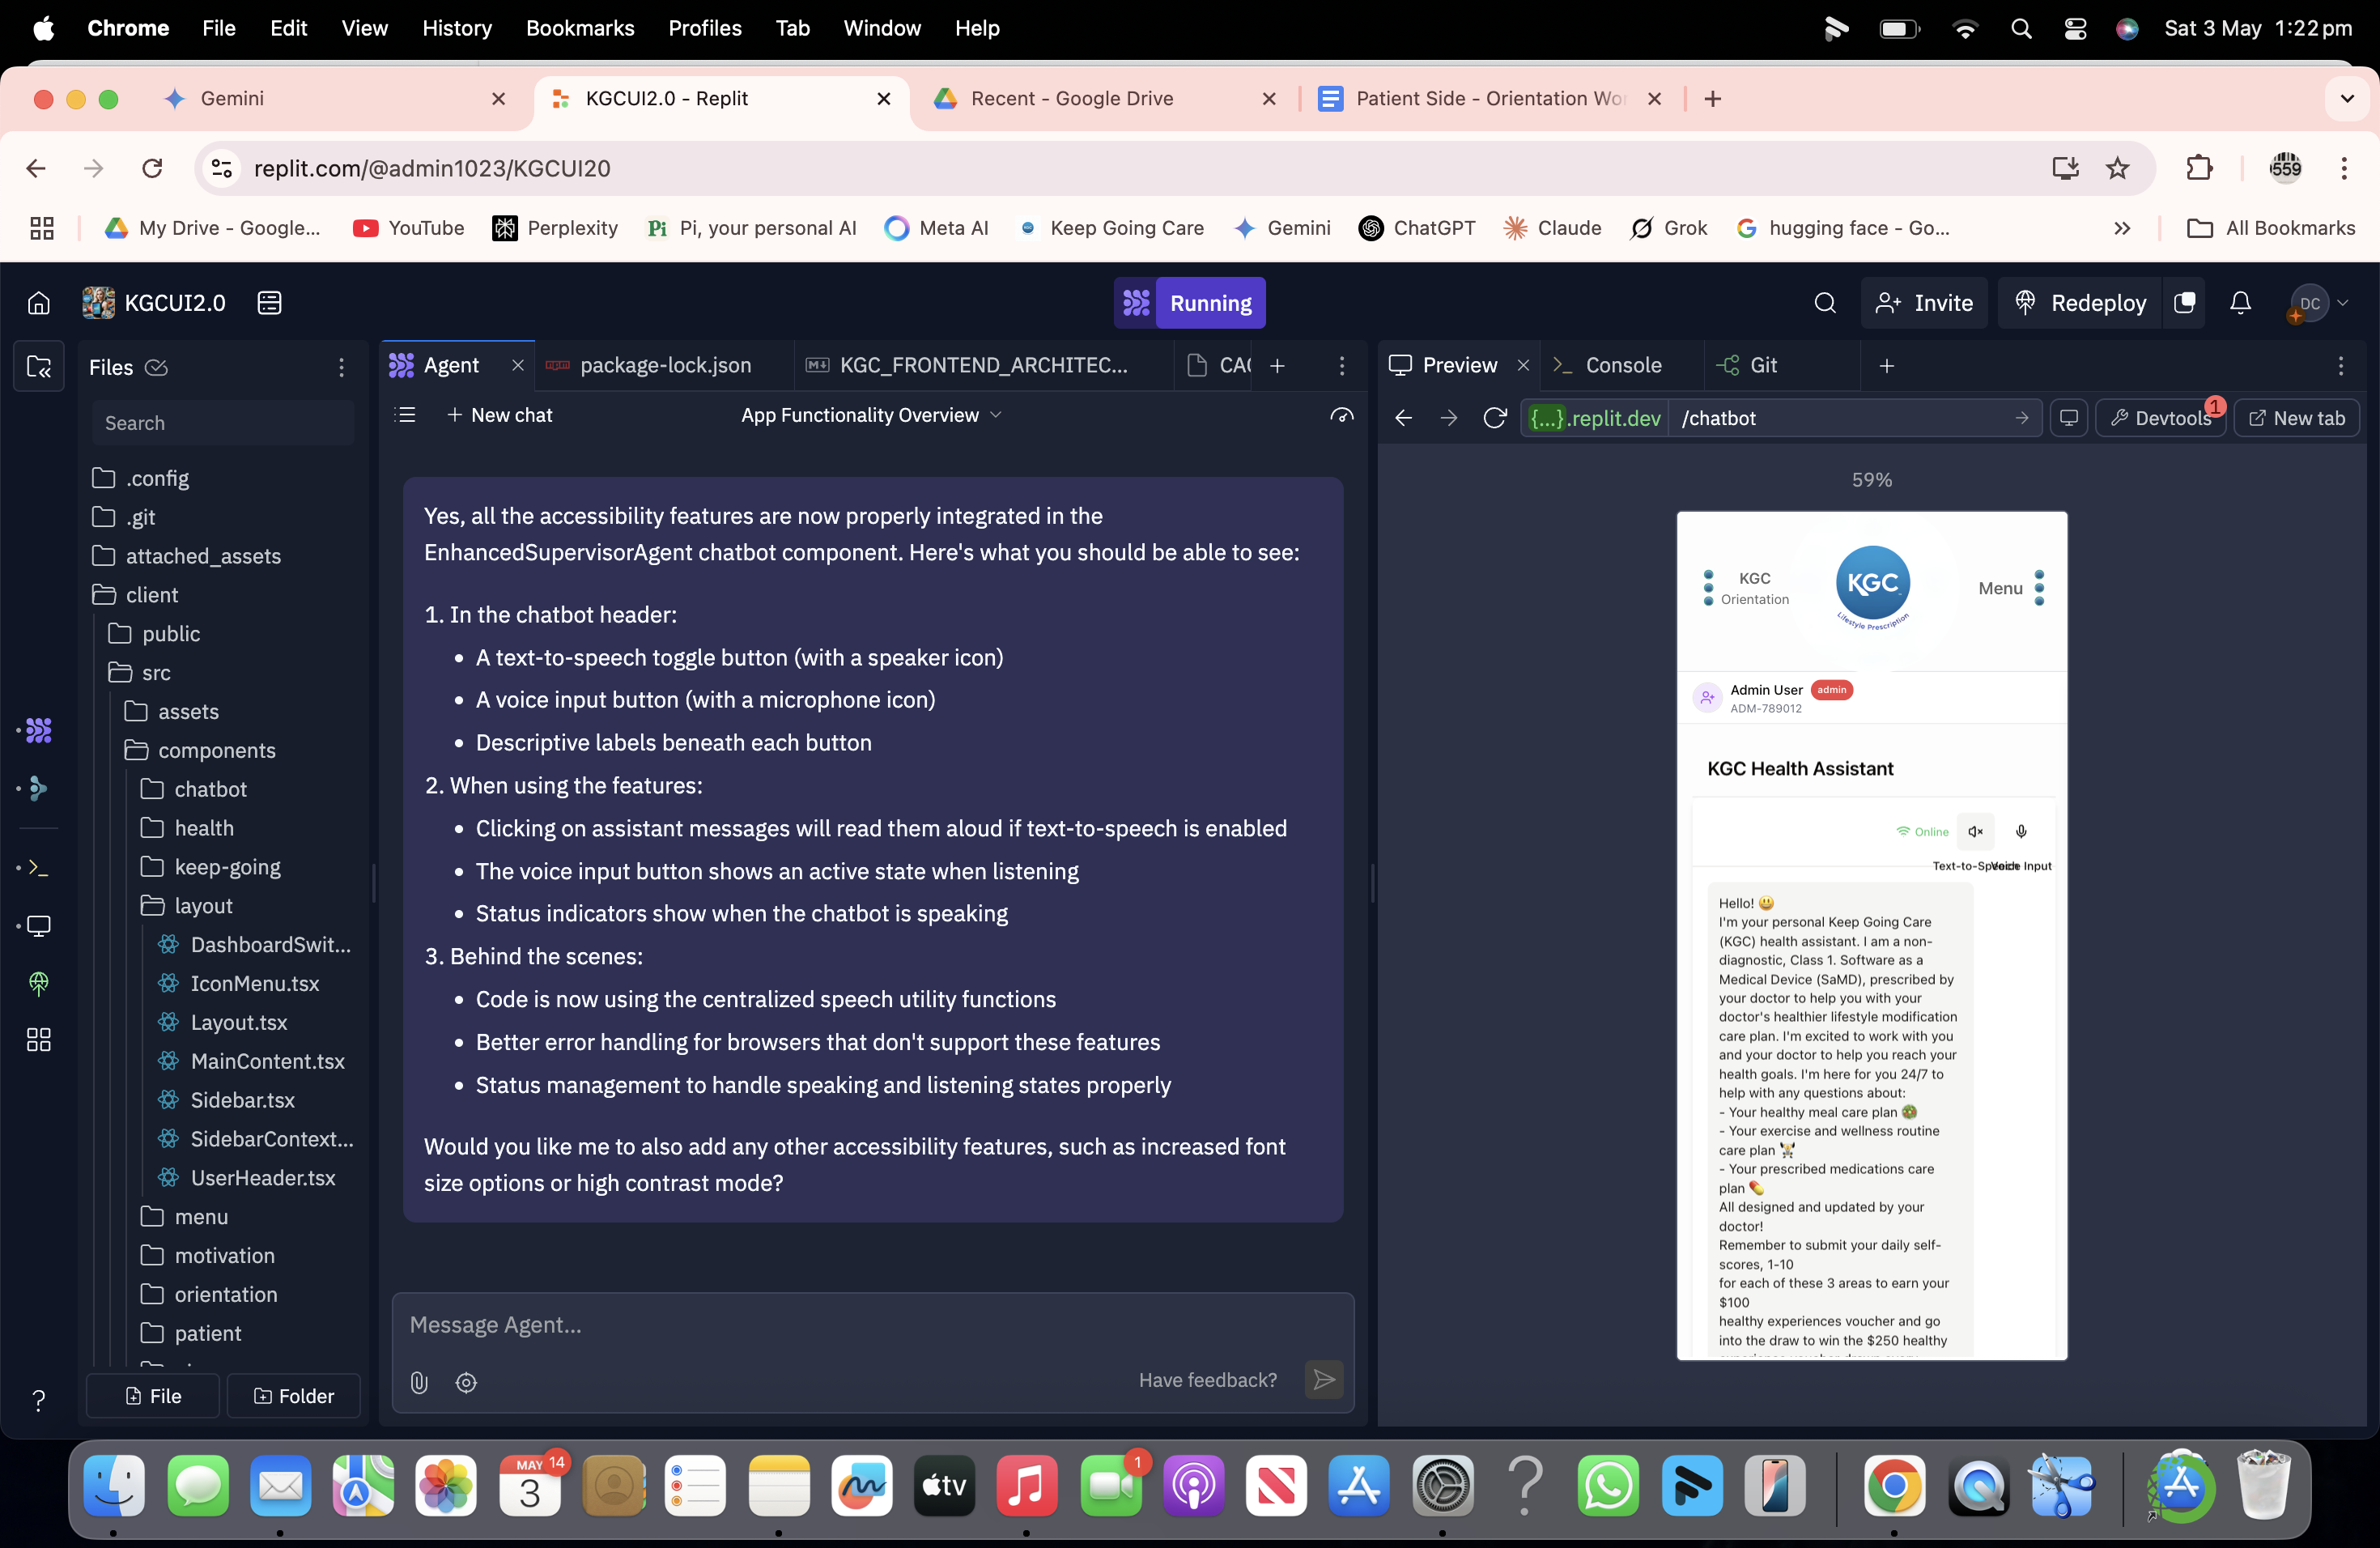 Chrome File Edit View History Bookmarks Profiles Tab Window Help Sat 3 May 1:22 pm
Gemini
KGCUI2.0 - Replit
Recent - Google Drive
Patient Side - Orientation Wo
replit.com/@admin1023/KGCUI20
559
My Drive - Google...
YouTube
Perplexity
Pi, your personal AI
Meta AI
Keep Going Care
Gemini
ChatGPT
Claude
Grok
hugging face - Go...
All Bookmarks
KGCUI2.0
Running
Invite
Redeploy
DC
Files
Search
.config
.git
attached_assets
client
public
src
assets
components
chatbot
health
keep-going
layout
DashboardSwit...
IconMenu.tsx
Layout.tsx
MainContent.tsx
Sidebar.tsx
SidebarContext...
UserHeader.tsx
menu
motivation
orientation
patient
File
Folder
Agent
package-lock.json
KGC_FRONTEND_ARCHITEC...
CAC
New chat
App Functionality Overview
Yes, all the accessibility features are now properly integrated in the
EnhancedSupervisorAgent chatbot component. Here's what you should be able to see:
1. In the chatbot header:
• A text-to-speech toggle button (with a speaker icon)
• A voice input button (with a microphone icon)
• Descriptive labels beneath each button
2. When using the features:
• Clicking on assistant messages will read them aloud if text-to-speech is enabled
• The voice input button shows an active state when listening
• Status indicators show when the chatbot is speaking
3. Behind the scenes:
• Code is now using the centralized speech utility functions
• Better error handling for browsers that don't support these features
• Status management to handle speaking and listening states properly
Would you like me to also add any other accessibility features, such as increased font
size options or high contrast mode?
Message Agent...
Have feedback?
Preview
Console
Git
{...}.replit.dev
/chatbot
Devtools
1
New tab
59%
KGC
Orientation
KGC
Lifestyle Prescription
Menu
Admin User
admin
ADM-789012
KGC Health Assistant
Online
Text-to-Speech
Voice Input
Hello! 😃
I'm your personal Keep Going Care
(KGC) health assistant. I am a non-
diagnostic, Class 1. Software as a
Medical Device (SaMD), prescribed by
your doctor to help you with your
doctor's healthier lifestyle modification
care plan. I'm excited to work with you
and your doctor to help you reach your
health goals. I'm here for you 24/7 to
help with any questions about:
- Your healthy meal care plan 🥗
- Your exercise and wellness routine
care plan 🏋️
- Your prescribed medications care
plan 💊
All designed and updated by your
doctor!
Remember to submit your daily self-
scores, 1-10
for each of these 3 areas to earn your
$100
healthy experiences voucher and go
into the draw to win the $250 healthy
MAY
14
3
tv
1